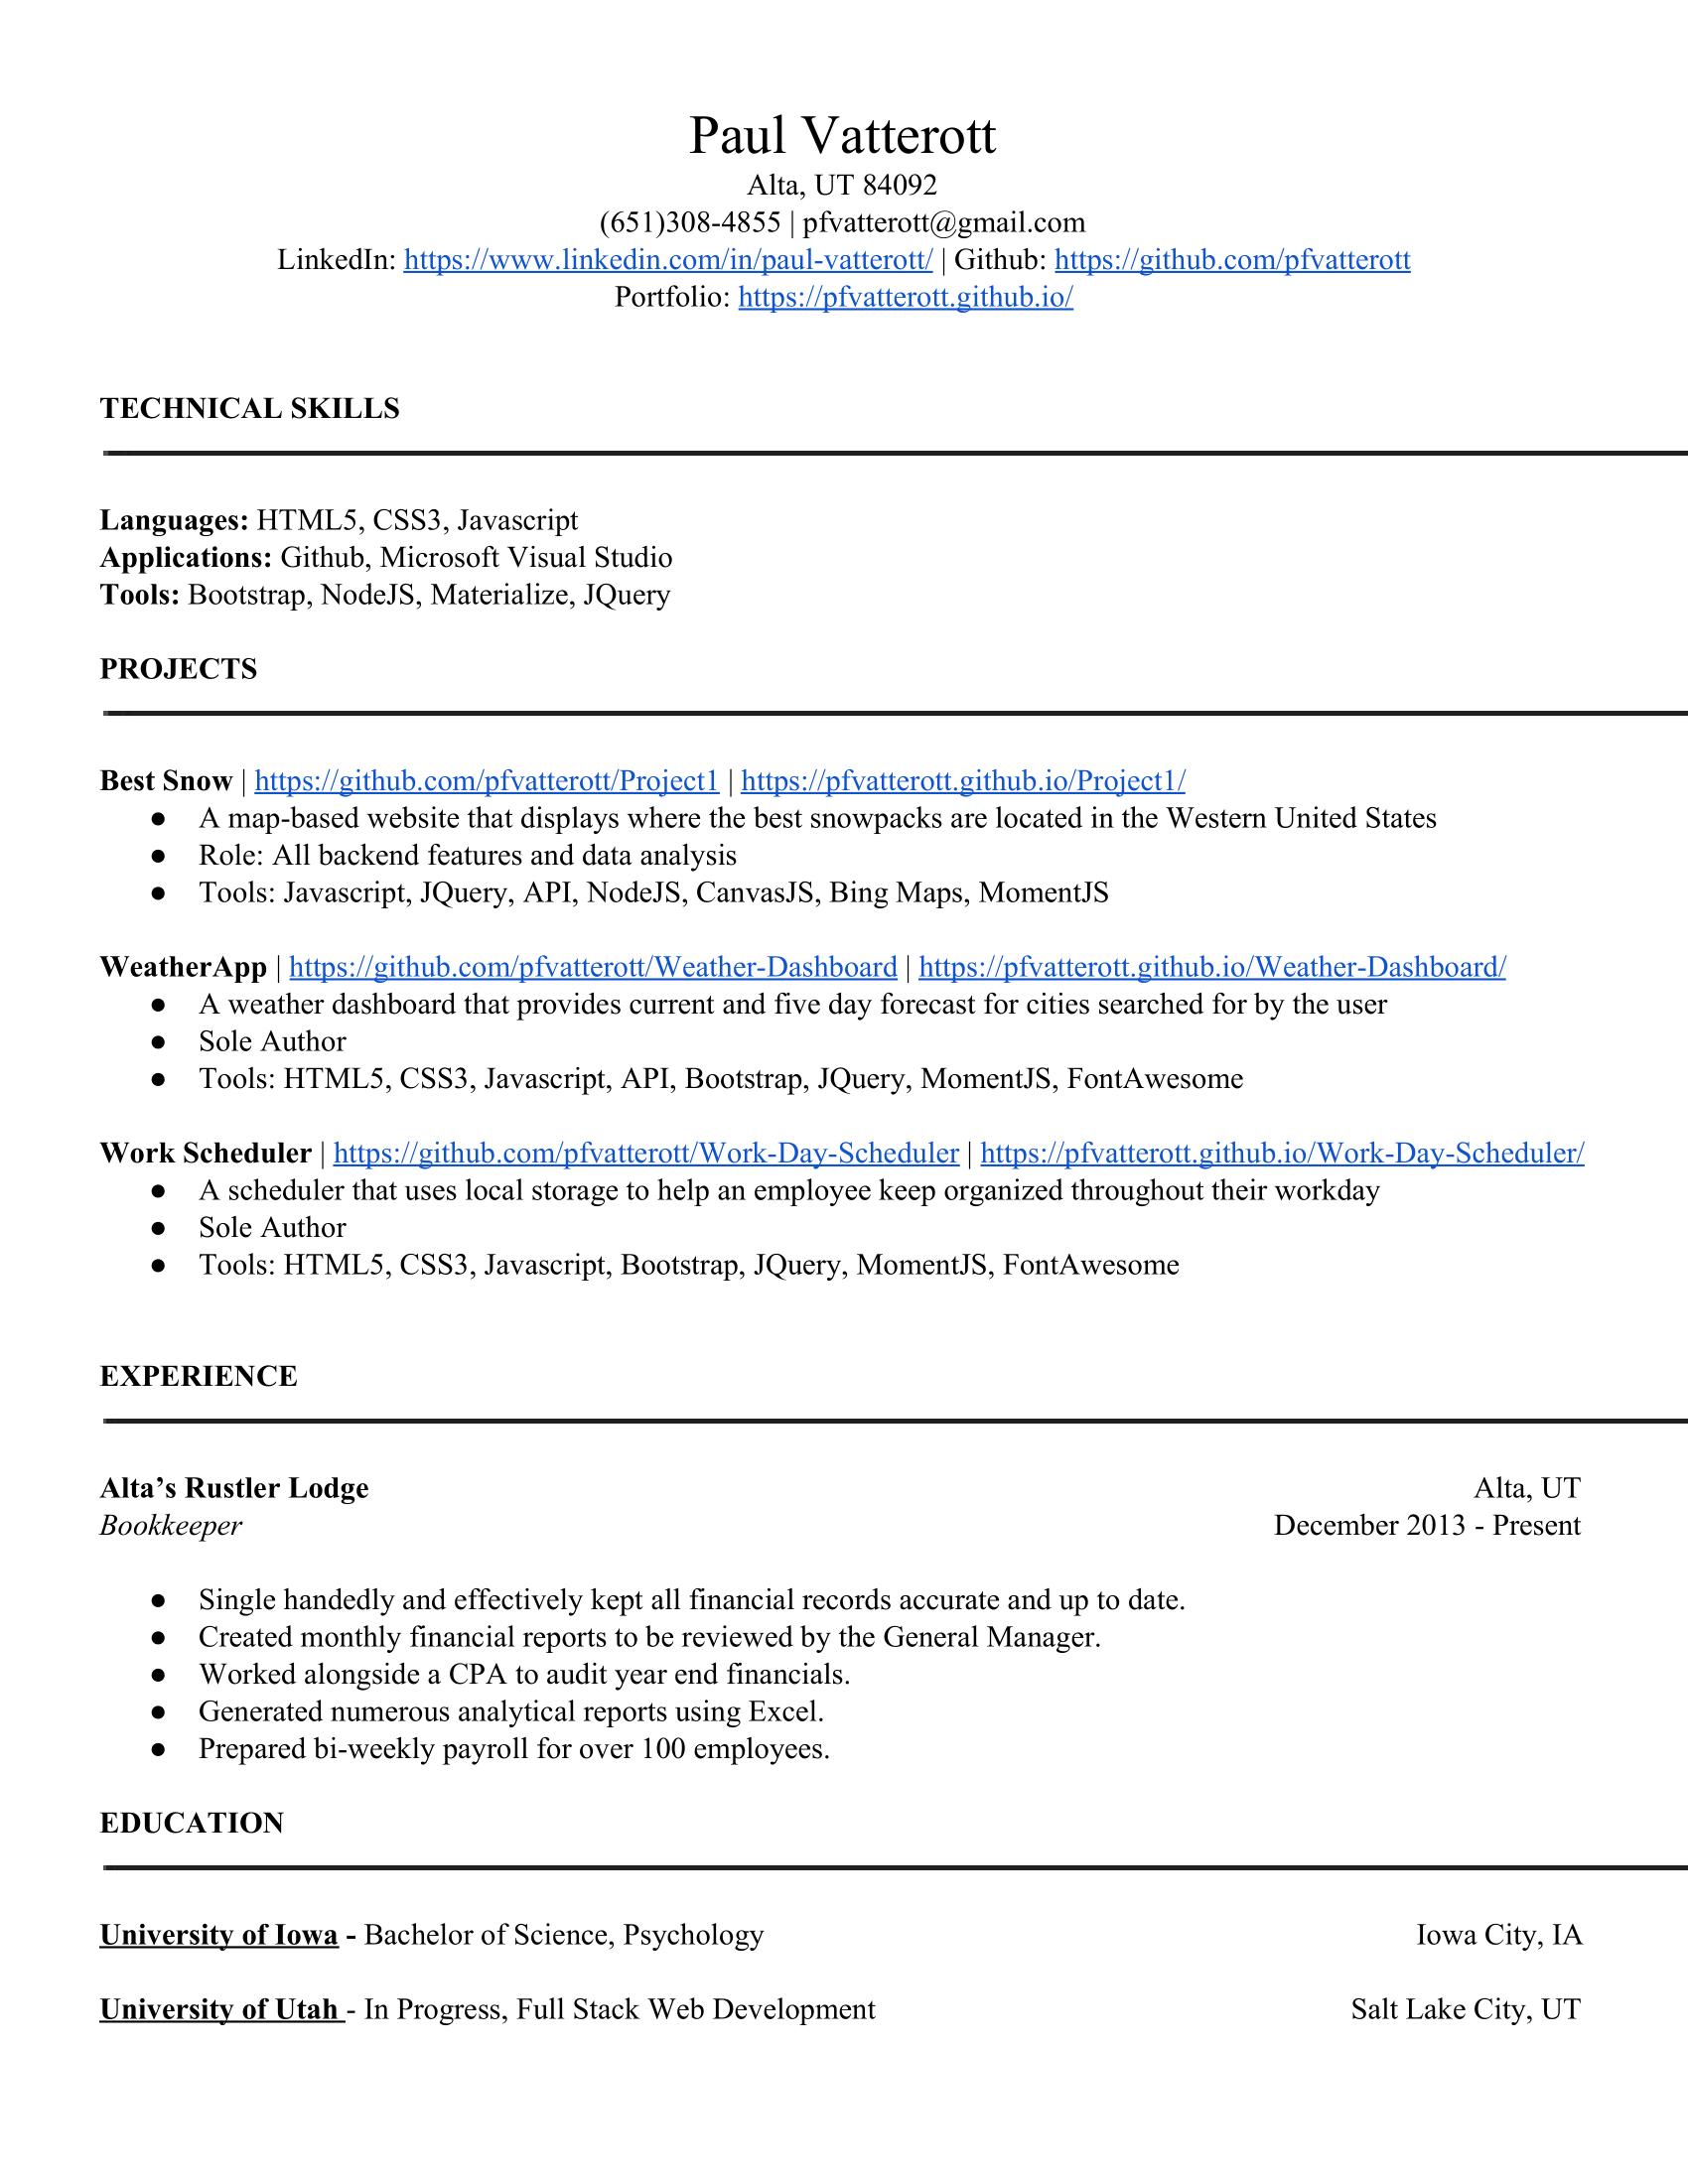 Paul Vatterott
Alta, UT 84092
(651)308-4855 | pfvatterott@gmail.com
LinkedIn: https://www.linkedin.com/in/paul-vatterott/ | Github: https://github.com/pfvatterott
Portfolio: https://pfvatterott.github.io/
TECHNICAL SKILLS
Languages: HTML5, CSS3, Javascript
Applications: Github, Microsoft Visual Studio
Tools: Bootstrap, NodeJS, Materialize, JQuery
PROJECTS
Best Snow | https://github.com/pfvatterott/Project1 | https://pfvatterott.github.io/Project1/
● A map-based website that displays where the best snowpacks are located in the Western United States
● Role: All backend features and data analysis
● Tools: Javascript, JQuery, API, NodeJS, CanvasJS, Bing Maps, MomentJS
WeatherApp | https://github.com/pfvatterott/Weather-Dashboard | https://pfvatterott.github.io/Weather-Dashboard/
● A weather dashboard that provides current and five day forecast for cities searched for by the user
● Sole Author
● Tools: HTML5, CSS3, Javascript, API, Bootstrap, JQuery, MomentJS, FontAwesome
Work Scheduler | https://github.com/pfvatterott/Work-Day-Scheduler | https://pfvatterott.github.io/Work-Day-Scheduler/
● A scheduler that uses local storage to help an employee keep organized throughout their workday
● Sole Author
● Tools: HTML5, CSS3, Javascript, Bootstrap, JQuery, MomentJS, FontAwesome
EXPERIENCE
Alta’s Rustler Lodge Alta, UT
Bookkeeper December 2013 - Present
● Single handedly and effectively kept all financial records accurate and up to date.
● Created monthly financial reports to be reviewed by the General Manager.
● Worked alongside a CPA to audit year end financials.
● Generated numerous analytical reports using Excel.
● Prepared bi-weekly payroll for over 100 employees.
EDUCATION
University of Iowa - Bachelor of Science, Psychology Iowa City, IA
University of Utah - In Progress, Full Stack Web Development Salt Lake City, UT